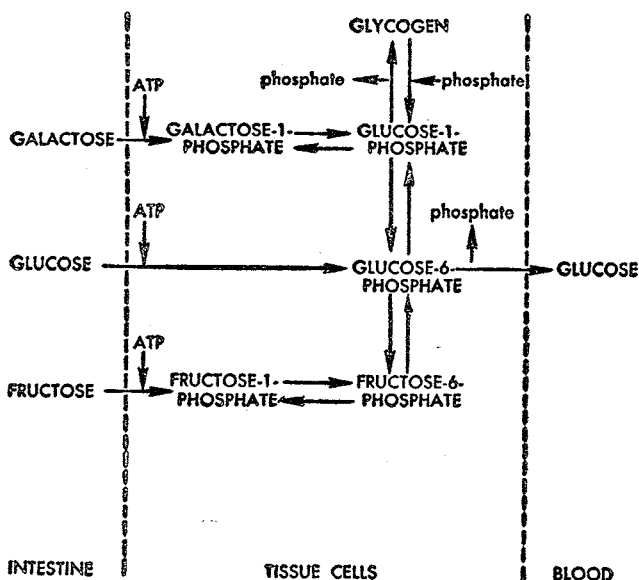 GLYCOGEN
phosphate
phosphate
ATP
GALACTOSE
GALACTOSE-1-
PHOSPHATE
GLUCOSE-1-
PHOSPHATE
ATP
phosphate
GLUCOSE
GLUCOSE-6-
PHOSPHATE
GLUCOSE
ATP
FRUCTOSE
FRUCTOSE-1-
PHOSPHATE
FRUCTOSE-6-
PHOSPHATE
INTESTINE
TISSUE CELLS
BLOOD